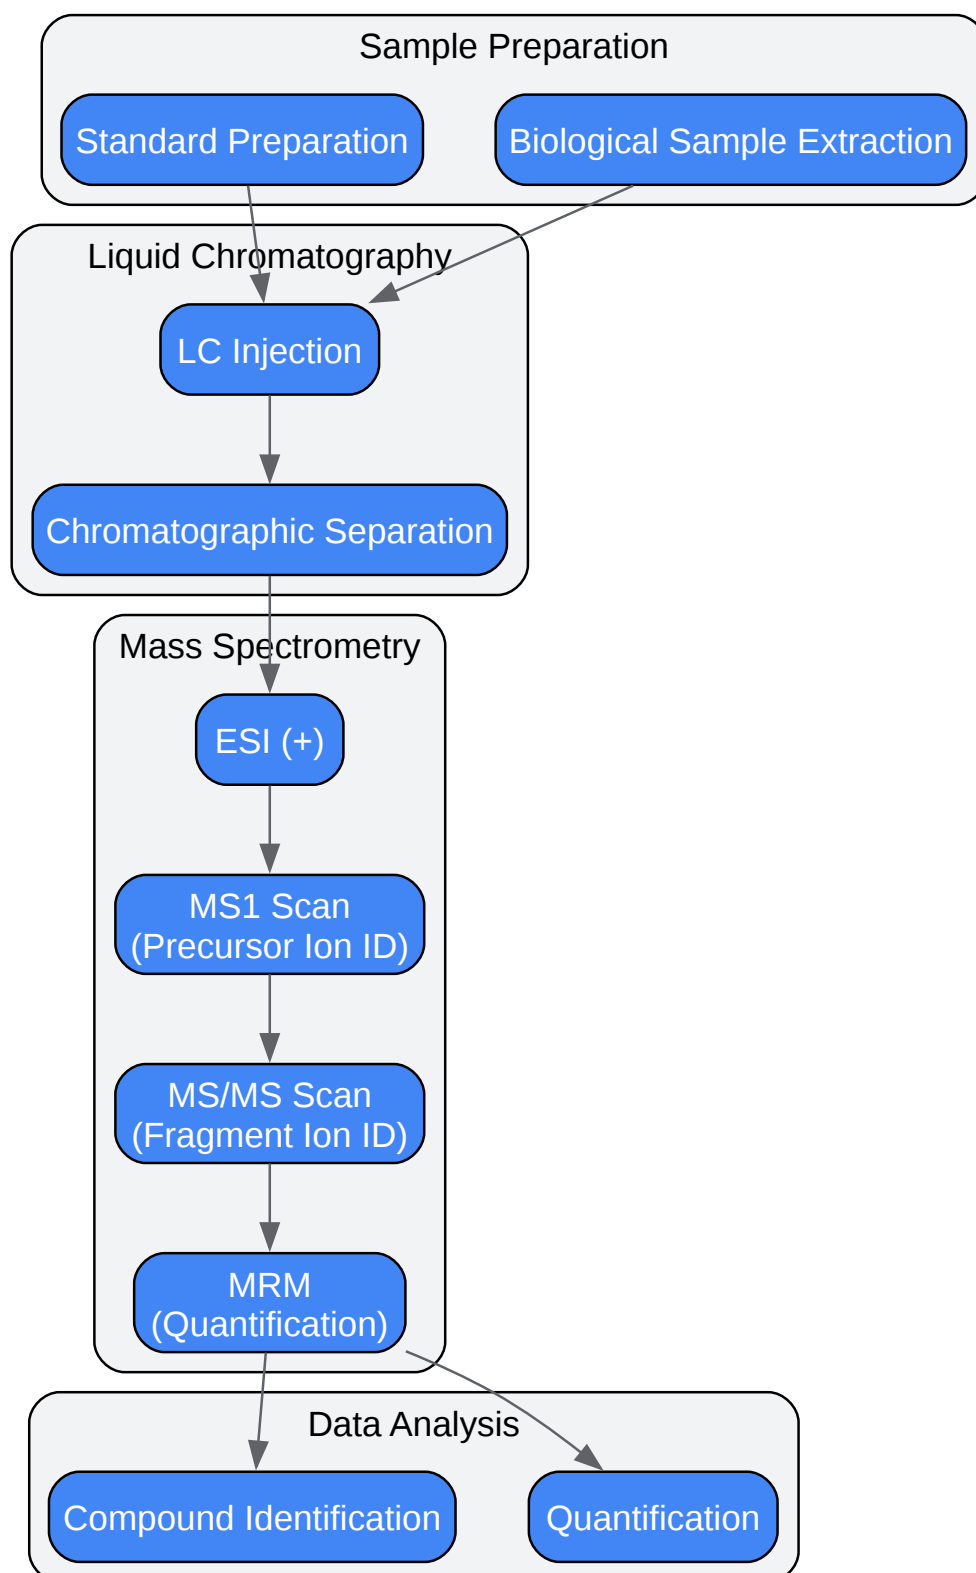 Sample Preparation
Standard Preparation
Biological Sample Extraction
Liquid Chromatography
LC Injection
Chromatographic Separation
Mass Spectrometry
ESI (+)
MS1 Scan
(Precursor Ion ID)
MS/MS Scan
(Fragment Ion ID)
MRM
(Quantification)
Data Analysis
Compound Identification
Quantification